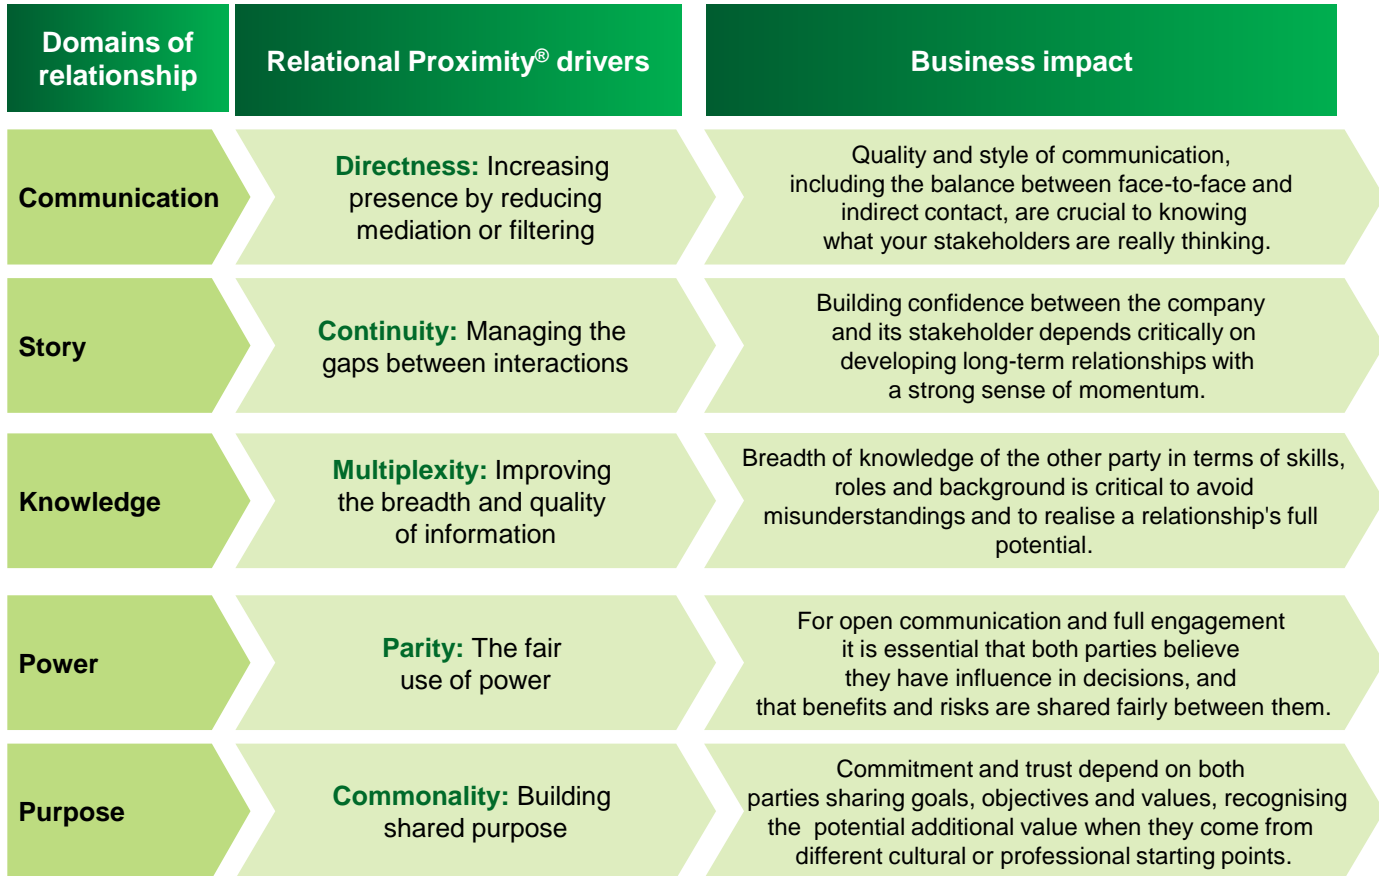 Domains of
relationship
Relational Proximity® drivers
Business impact
Communication
Directness: Increasing
presence by reducing
mediation or filtering
Quality and style of communication,
including the balance between face-to-face and
indirect contact, are crucial to knowing
what your stakeholders are really thinking.
Story
Continuity: Managing the
gaps between interactions
Building confidence between the company
and its stakeholder depends critically on
developing long-term relationships with
a strong sense of momentum.
Knowledge
Multiplexity: Improving
the breadth and quality
of information
Breadth of knowledge of the other party in terms of skills,
roles and background is critical to avoid
misunderstandings and to realise a relationship's full
potential.
Power
Parity: The fair
use of power
For open communication and full engagement
it is essential that both parties believe
they have influence in decisions, and
that benefits and risks are shared fairly between them.
Purpose
Commonality: Building
shared purpose
Commitment and trust depend on both
parties sharing goals, objectives and values, recognising
the potential additional value when they come from
different cultural or professional starting points.